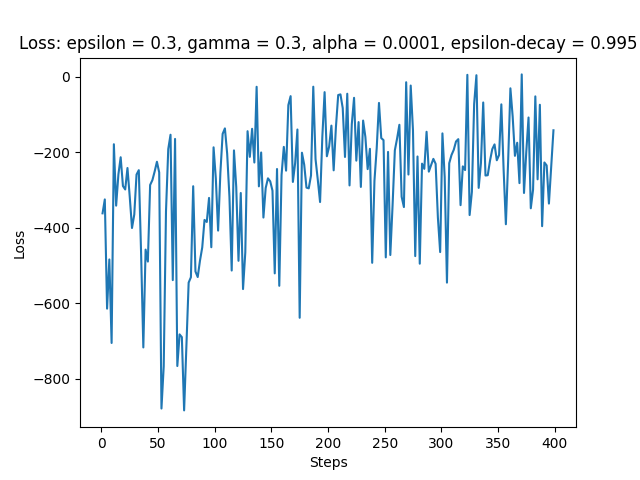 Loss: epsilon = 0.3, gamma = 0.3, alpha = 0.0001, epsilon-decay = 0.995
0
−200
−400
−600
−800
Loss
0 50 100 150 200 250 300 350 400
Steps